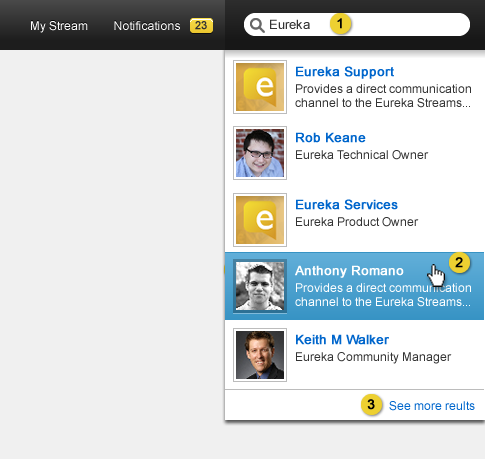 My Stream Notifications 23 Eureka 1
e
Eureka Support
Provides a direct communication
channel to the Eureka Streams...
Rob Keane
Eureka Technical Owner
e
Eureka Services
Eureka Product Owner
Anthony Romano 2
Provides a direct communication
channel to the Eureka Streams...
Keith M Walker
Eureka Community Manager
3 See more reults